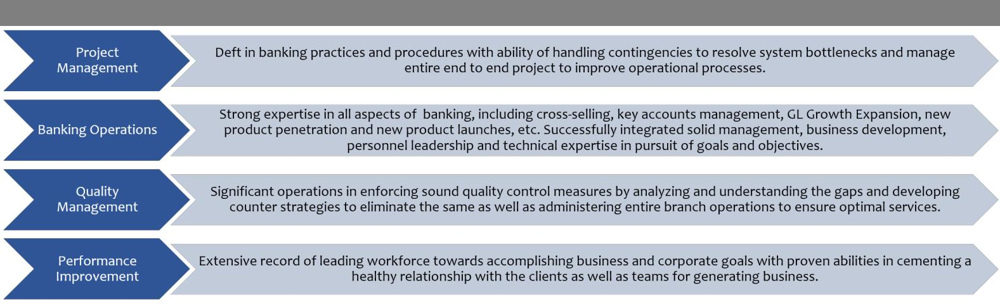 Project
Management
Deft in banking practices and procedures with ability of handling contingencies to resolve system bottlenecks and manage
entire end to end project to improve operational processes.
Banking Operations
Strong expertise in all aspects of  banking, including cross-selling, key accounts management, GL Growth Expansion, new
product penetration and new product launches, etc. Successfully integrated solid management, business development,
personnel leadership and technical expertise in pursuit of goals and objectives.
Quality
Management
Significant operations in enforcing sound quality control measures by analyzing and understanding the gaps and developing
counter strategies to eliminate the same as well as administering entire branch operations to ensure optimal services.
Performance
Improvement
Extensive record of leading workforce towards accomplishing business and corporate goals with proven abilities in cementing a
healthy relationship with the clients as well as teams for generating business.